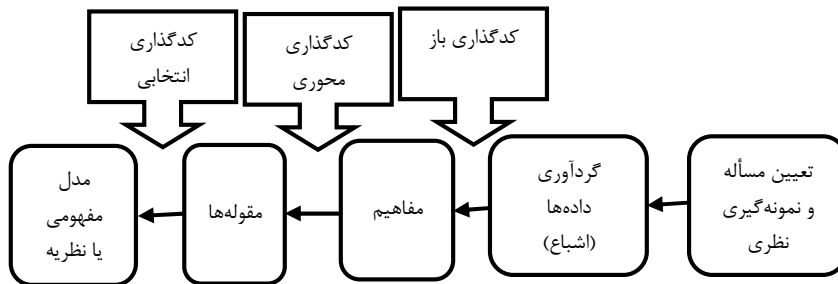 کدگذاری باز
کدگذاری
محوری
کدگذاری
انتخابی
تعیین مسأله
و نمونه‌گیری
نظری
گردآوری
داده‌ها
(اشباع)
مفاهیم
مقوله‌ها
مدل
مفهومی
یا نظریه